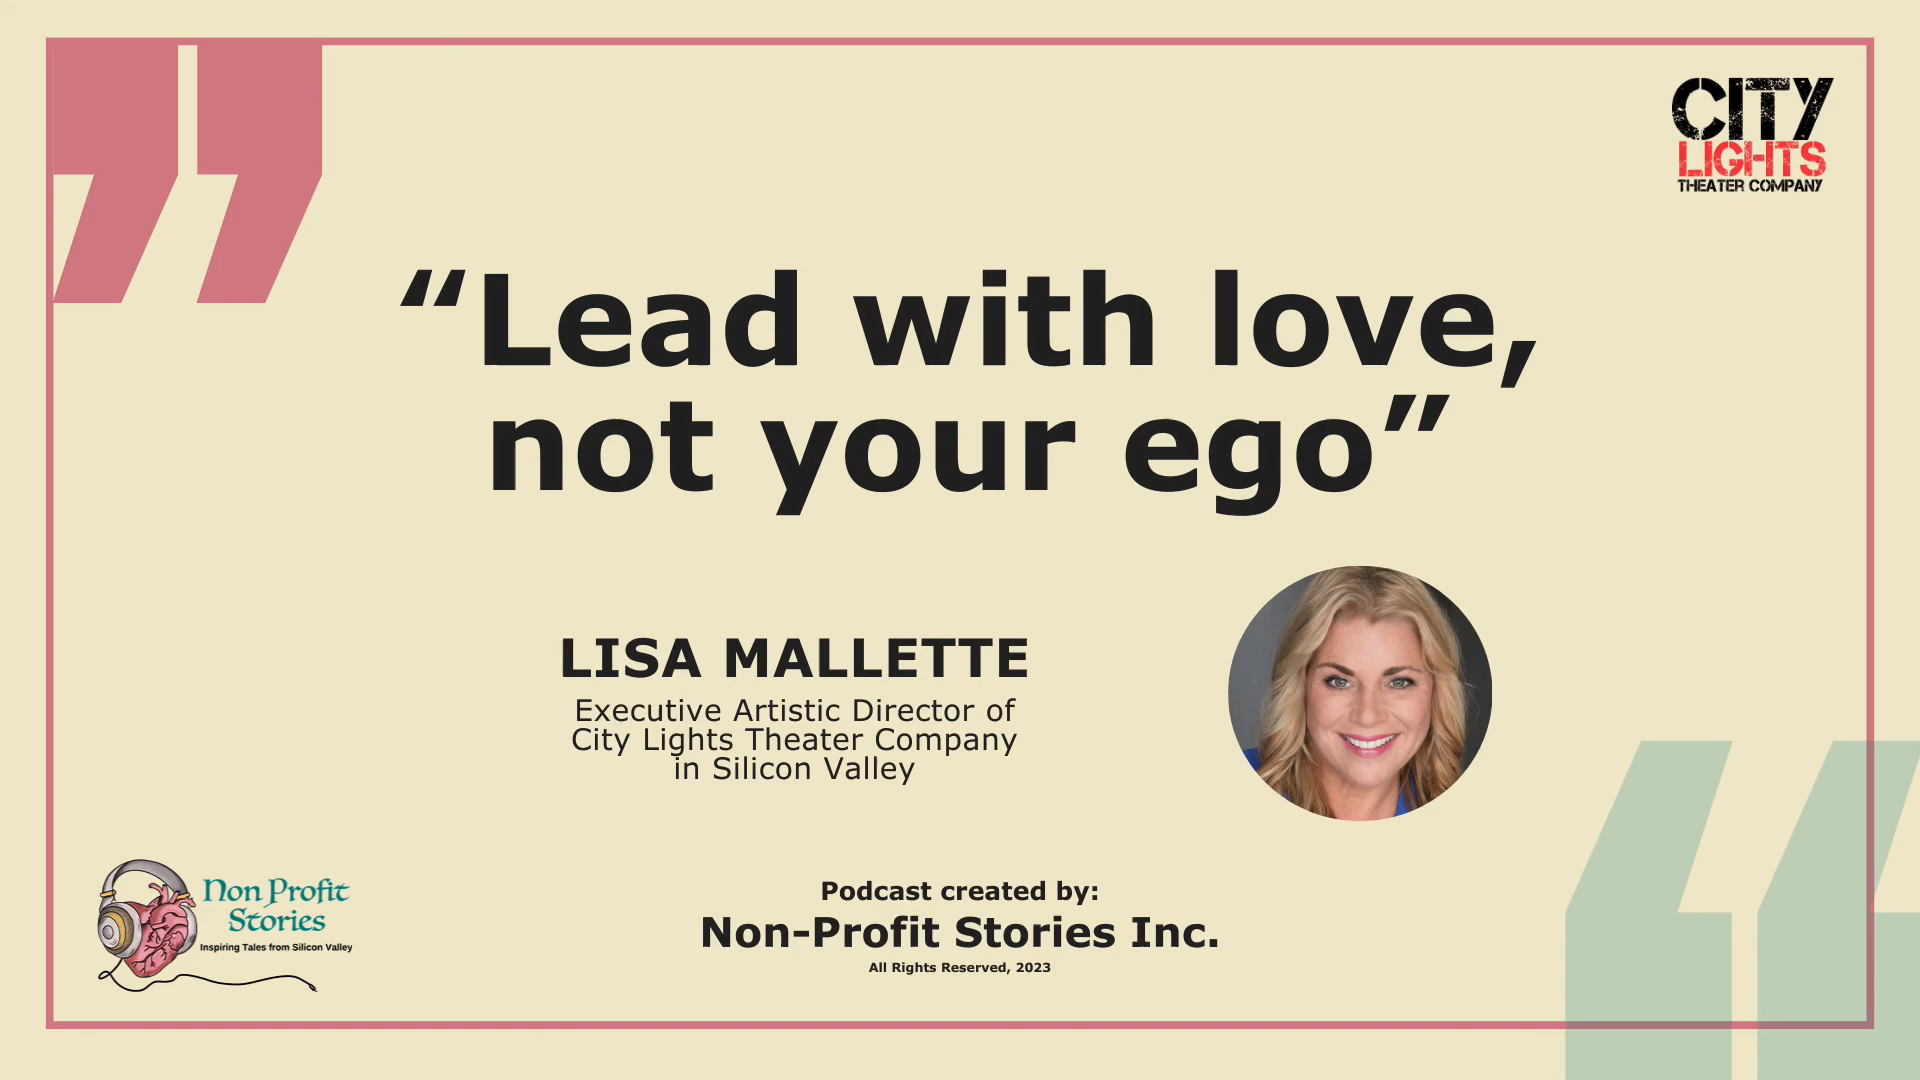 CITY
LIGHTS
THEATER COMPANY
“Lead with love,
not your ego”
LISA MALLETTE
Executive Artistic Director of
City Lights Theater Company
in Silicon Valley
Non Profit
Stories
Inspiring Tales from Silicon Valley
Podcast created by:
Non-Profit Stories Inc.
All Rights Reserved, 2023